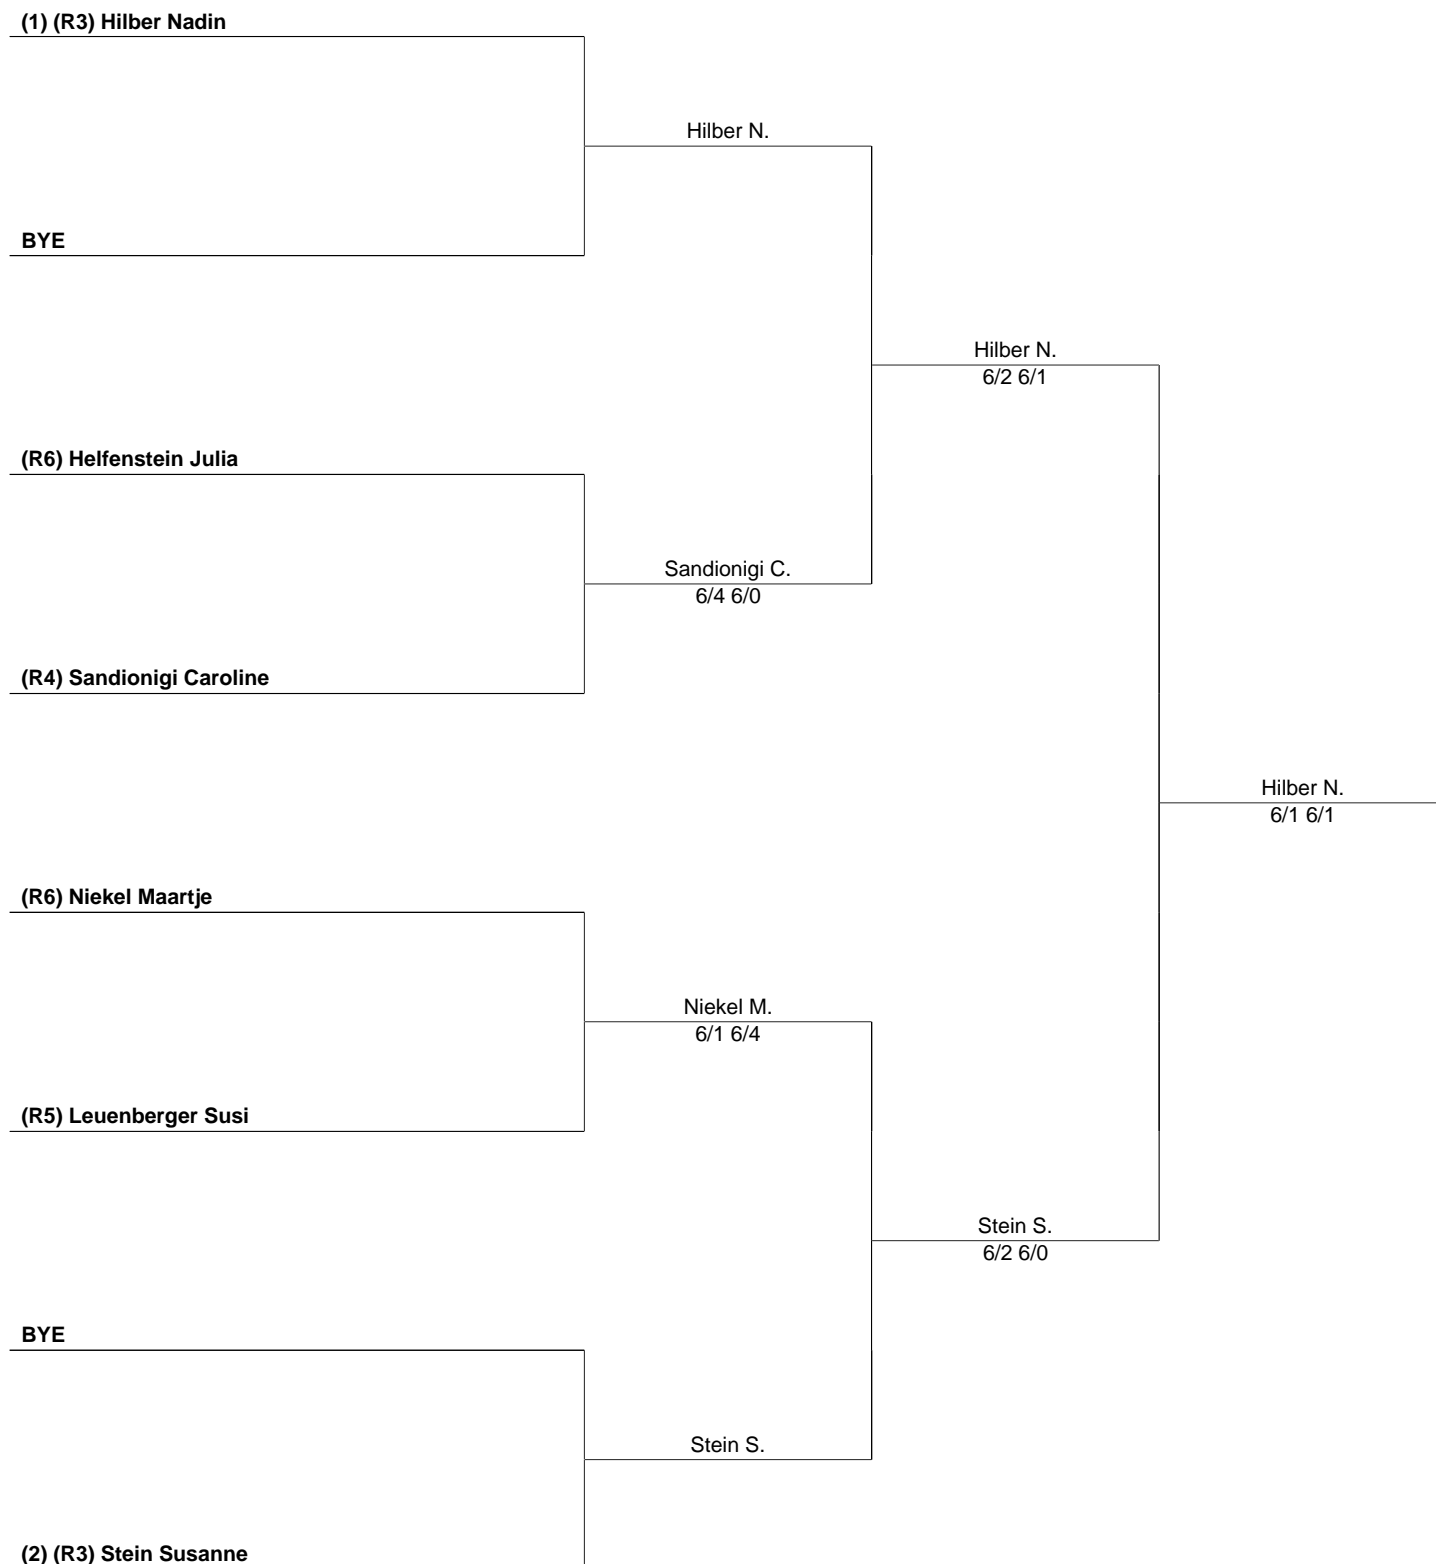 (1) (R3) Hilber Nadin
Hilber N.
BYE
Hilber N.
6/2 6/1
(R6) Helfenstein Julia
Sandionigi C.
6/4 6/0
(R4) Sandionigi Caroline
Hilber N.
6/1 6/1
(R6) Niekel Maartje
Niekel M.
6/1 6/4
(R5) Leuenberger Susi
Stein S.
6/2 6/0
BYE
Stein S.
(2) (R3) Stein Susanne